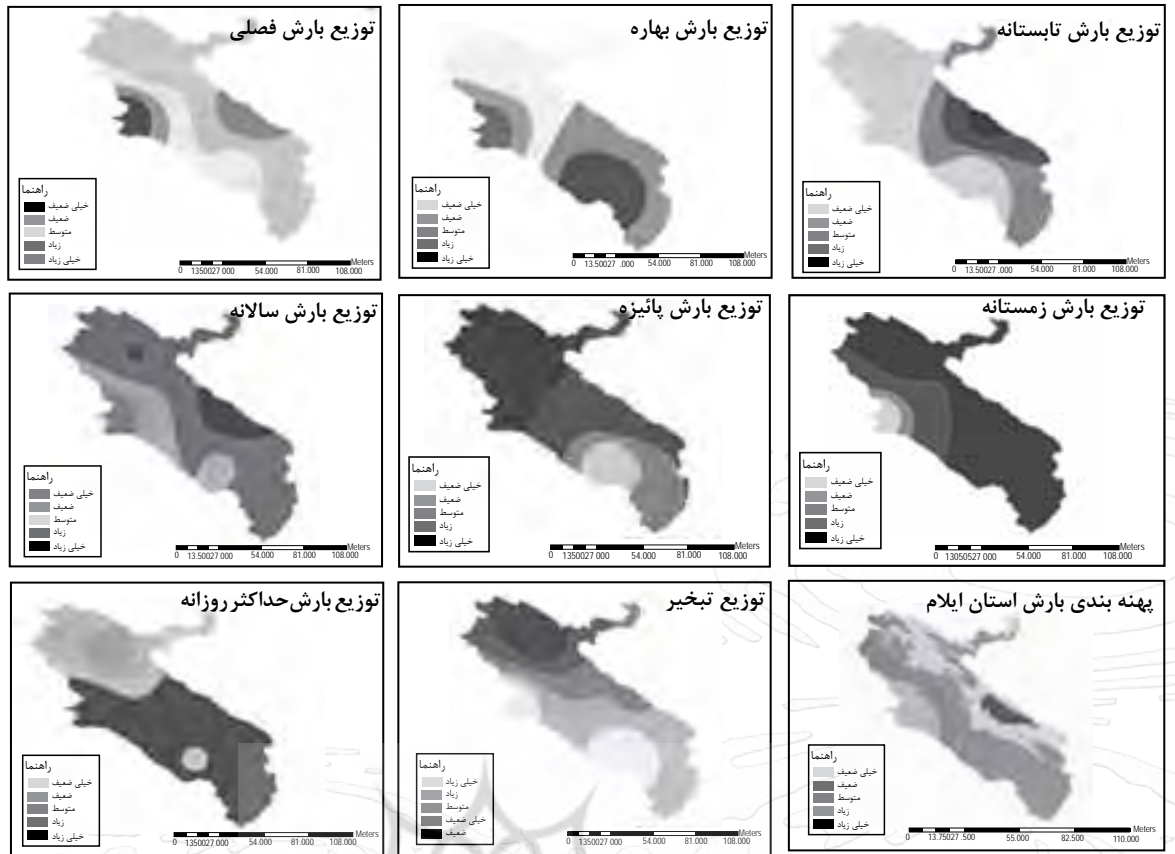 توزیع بارش فصلی
راهنما
خیلی ضعیف
ضعیف
متوسط
زیاد
خیلی زیاد
Meters
0 1350027 000 54.000 81.000 108.000
توزیع بارش بهاره
راهنما
خیلی ضعیف
ضعیف
متوسط
زیاد
خیلی زیاد
Meters
0 13.50027 .000 54.000 81.000 108.000
توزیع بارش تابستانه
راهنما
خیلی ضعیف
ضعیف
متوسط
زیاد
خیلی زیاد
Meters
0 13.50027 000 54.000 81.000 108.000
توزیع بارش سالانه
راهنما
خیلی ضعیف
ضعیف
متوسط
زیاد
خیلی زیاد
Meters
0 13.50027 000 54.000 81.000 108.000
توزیع بارش پائیزه
راهنما
خیلی ضعیف
ضعیف
متوسط
زیاد
خیلی زیاد
Meters
0 1350027 000 54.000 81.000 108.000
توزیع بارش زمستانه
راهنما
خیلی ضعیف
ضعیف
متوسط
زیاد
خیلی زیاد
Meters
0 13050527 000 54.000 81.000 108.000
توزیع بارش حداکثر روزانه
راهنما
خیلی ضعیف
ضعیف
متوسط
زیاد
خیلی زیاد
Meters
0 1350027 000 54.000 81.000 108.000
توزیع تبخیر
راهنما
خیلی زیاد
زیاد
متوسط
خیلی ضعیف
ضعیف
Meters
0 1350027 000 54.000 81.000 108.000
پهنه بندی بارش استان ایلام
راهنما
خیلی ضعیف
ضعیف
متوسط
زیاد
خیلی زیاد
Meters
0 13.75027 .500 55.000 82.500 110.000